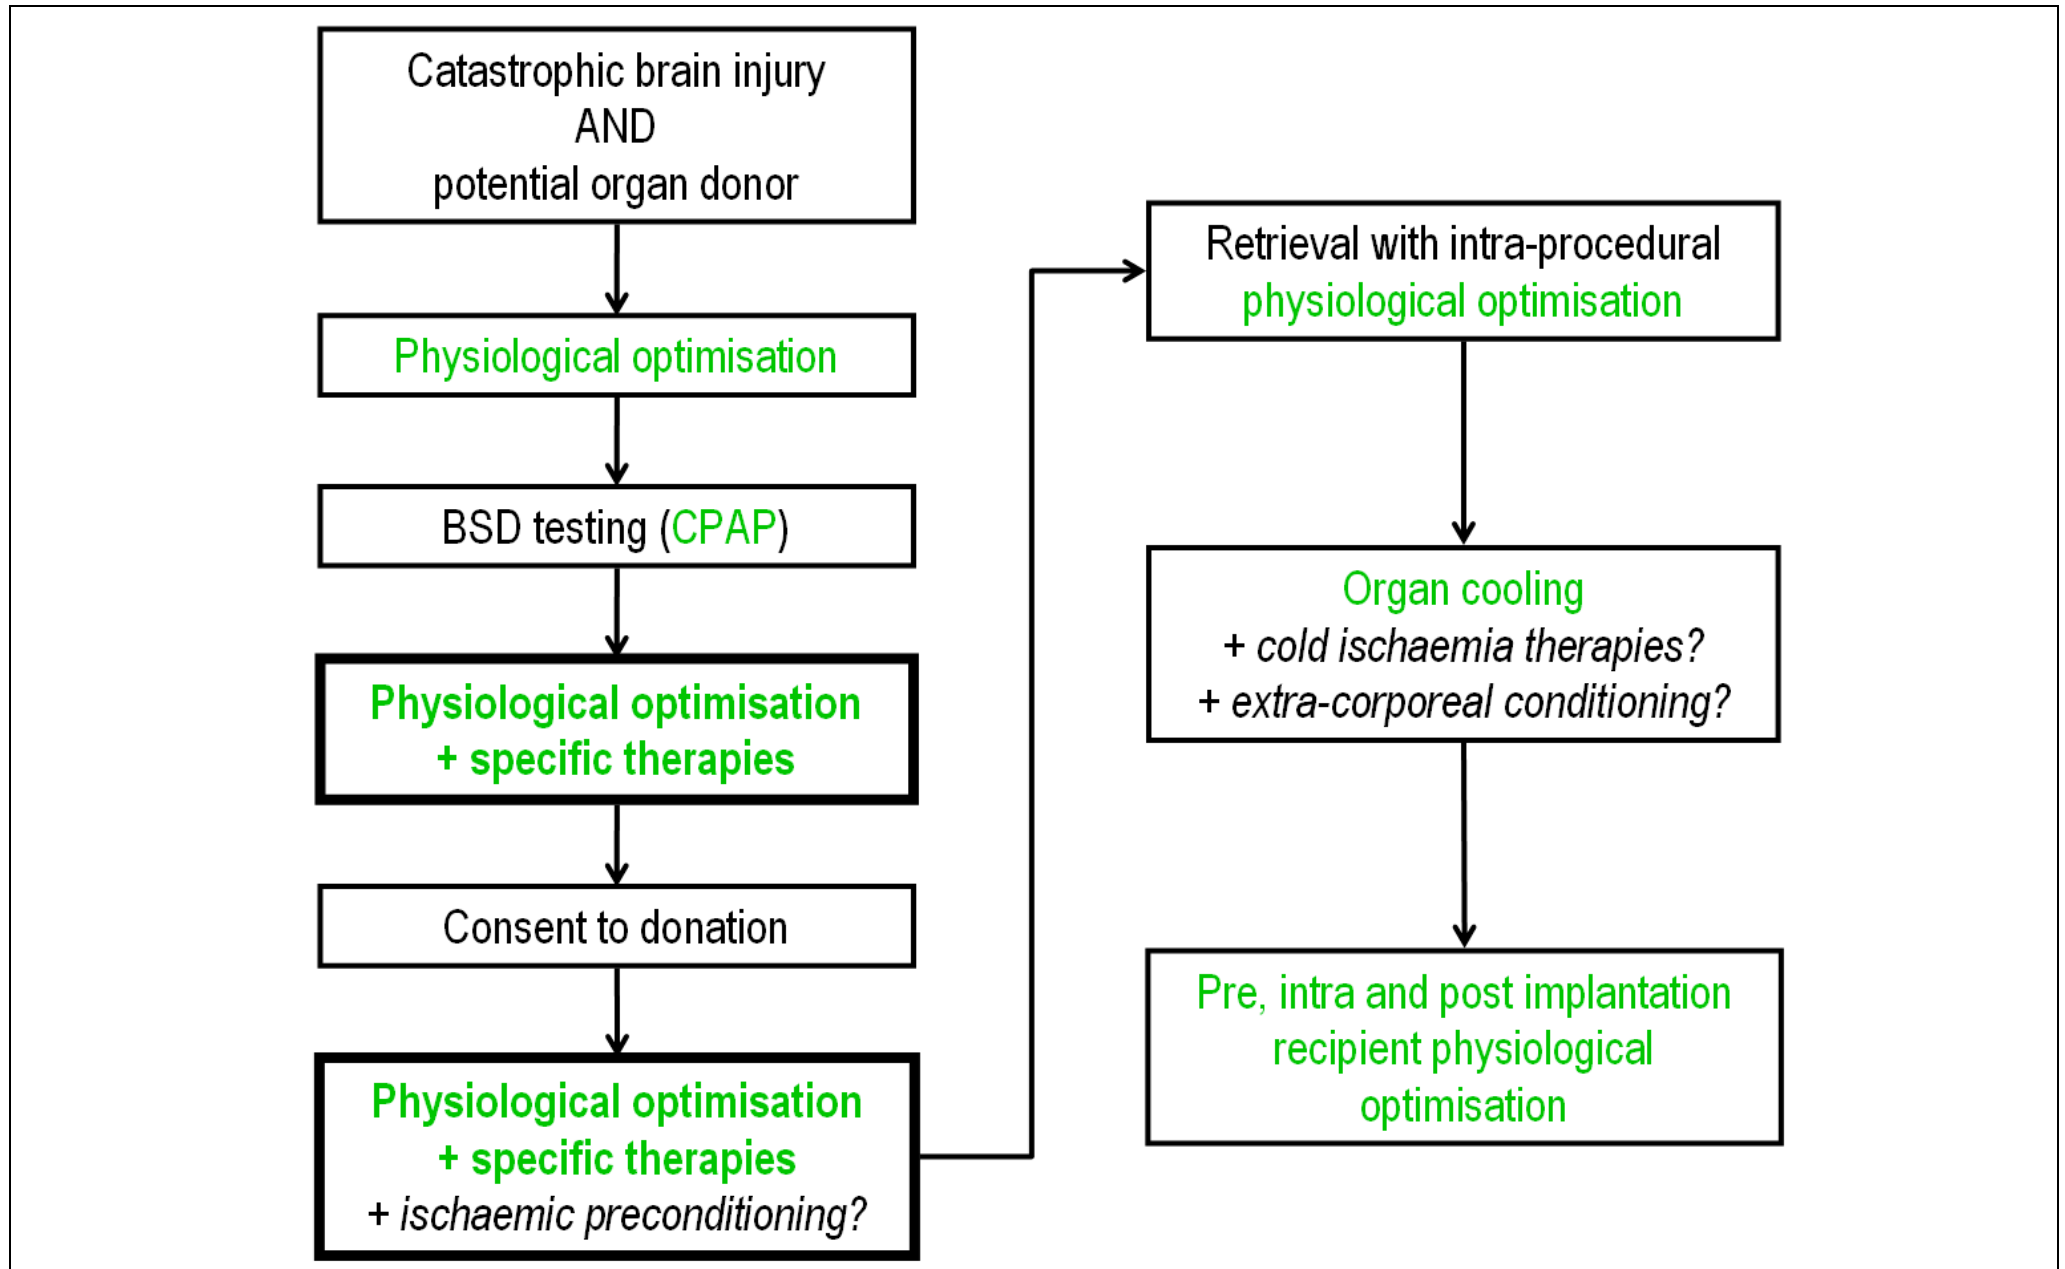 Catastrophic brain injury
AND
potential organ donor
Physiological optimisation
BSD testing (CPAP)
Physiological optimisation
+ specific therapies
Consent to donation
Physiological optimisation
+ specific therapies
+ ischaemic preconditioning?
Retrieval with intra-procedural
physiological optimisation
Organ cooling
+ cold ischaemia therapies?
+ extra-corporeal conditioning?
Pre, intra and post implantation
recipient physiological
optimisation